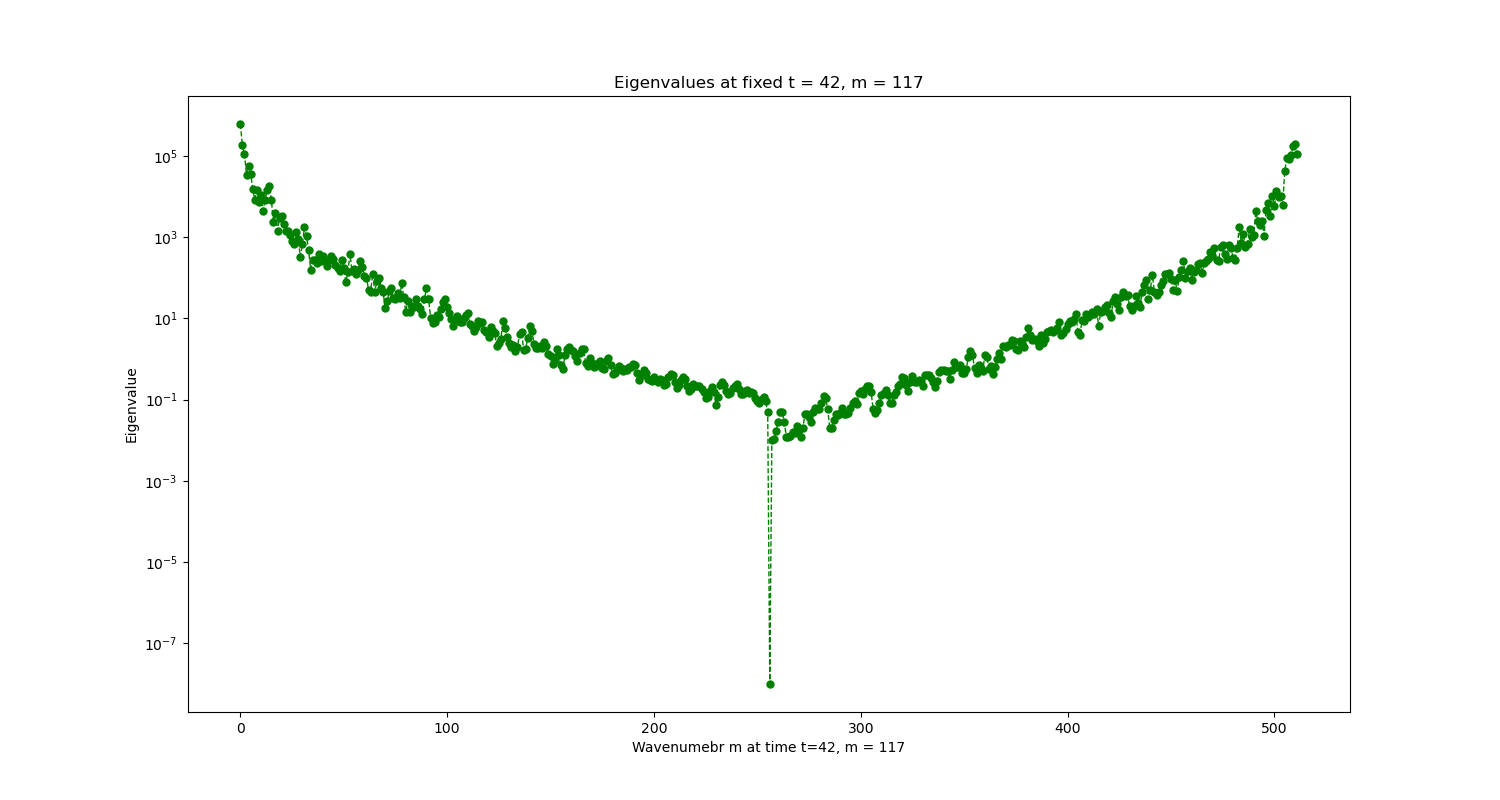 Eigenvalues at fixed t = 42, m = 117
Eigenvalue
10^5
10^3
10^1
10^-1
10^-3
10^-5
10^-7
0 100 200 300 400 500
Wavenumebr m at time t=42, m = 117